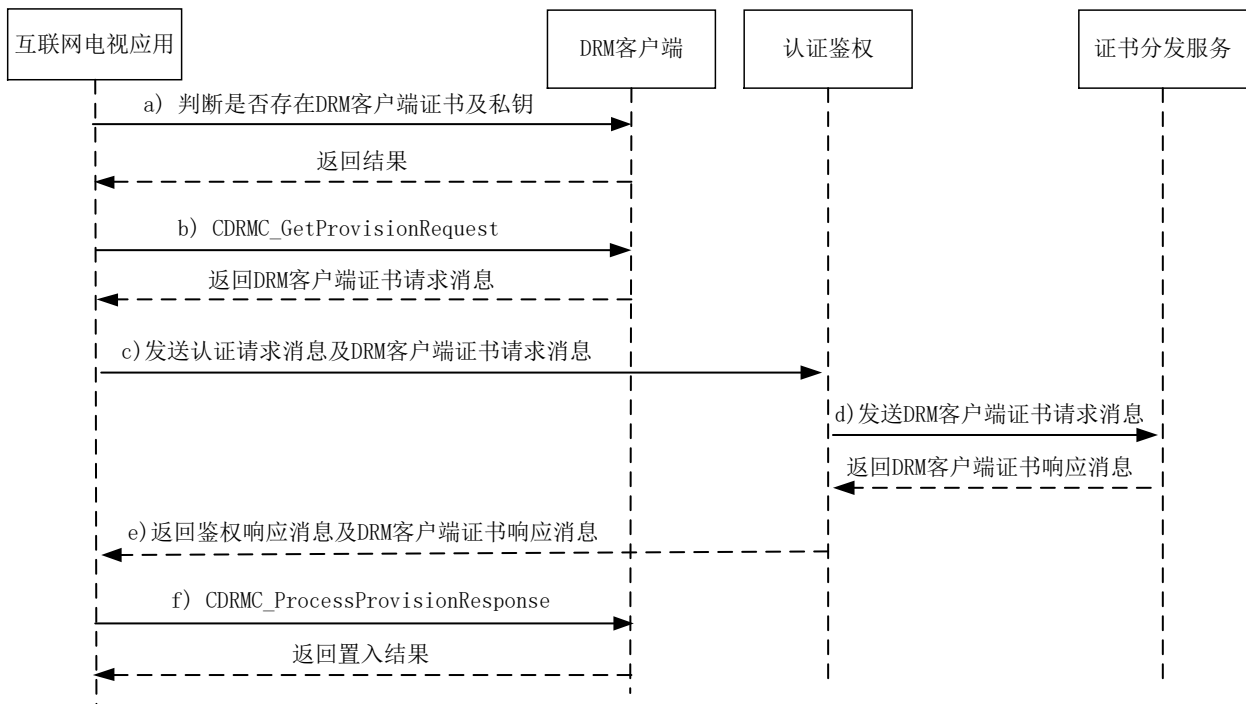 互联网电视应用
DRM客户端
认证鉴权
证书分发服务
a) 判断是否存在DRM客户端证书及私钥
返回结果
b) CDRMC_GetProvisionRequest
返回DRM客户端证书请求消息
c)发送认证请求消息及DRM客户端证书请求消息
d)发送DRM客户端证书请求消息
返回DRM客户端证书响应消息
e)返回鉴权响应消息及DRM客户端证书响应消息
f) CDRMC_ProcessProvisionResponse
返回置入结果